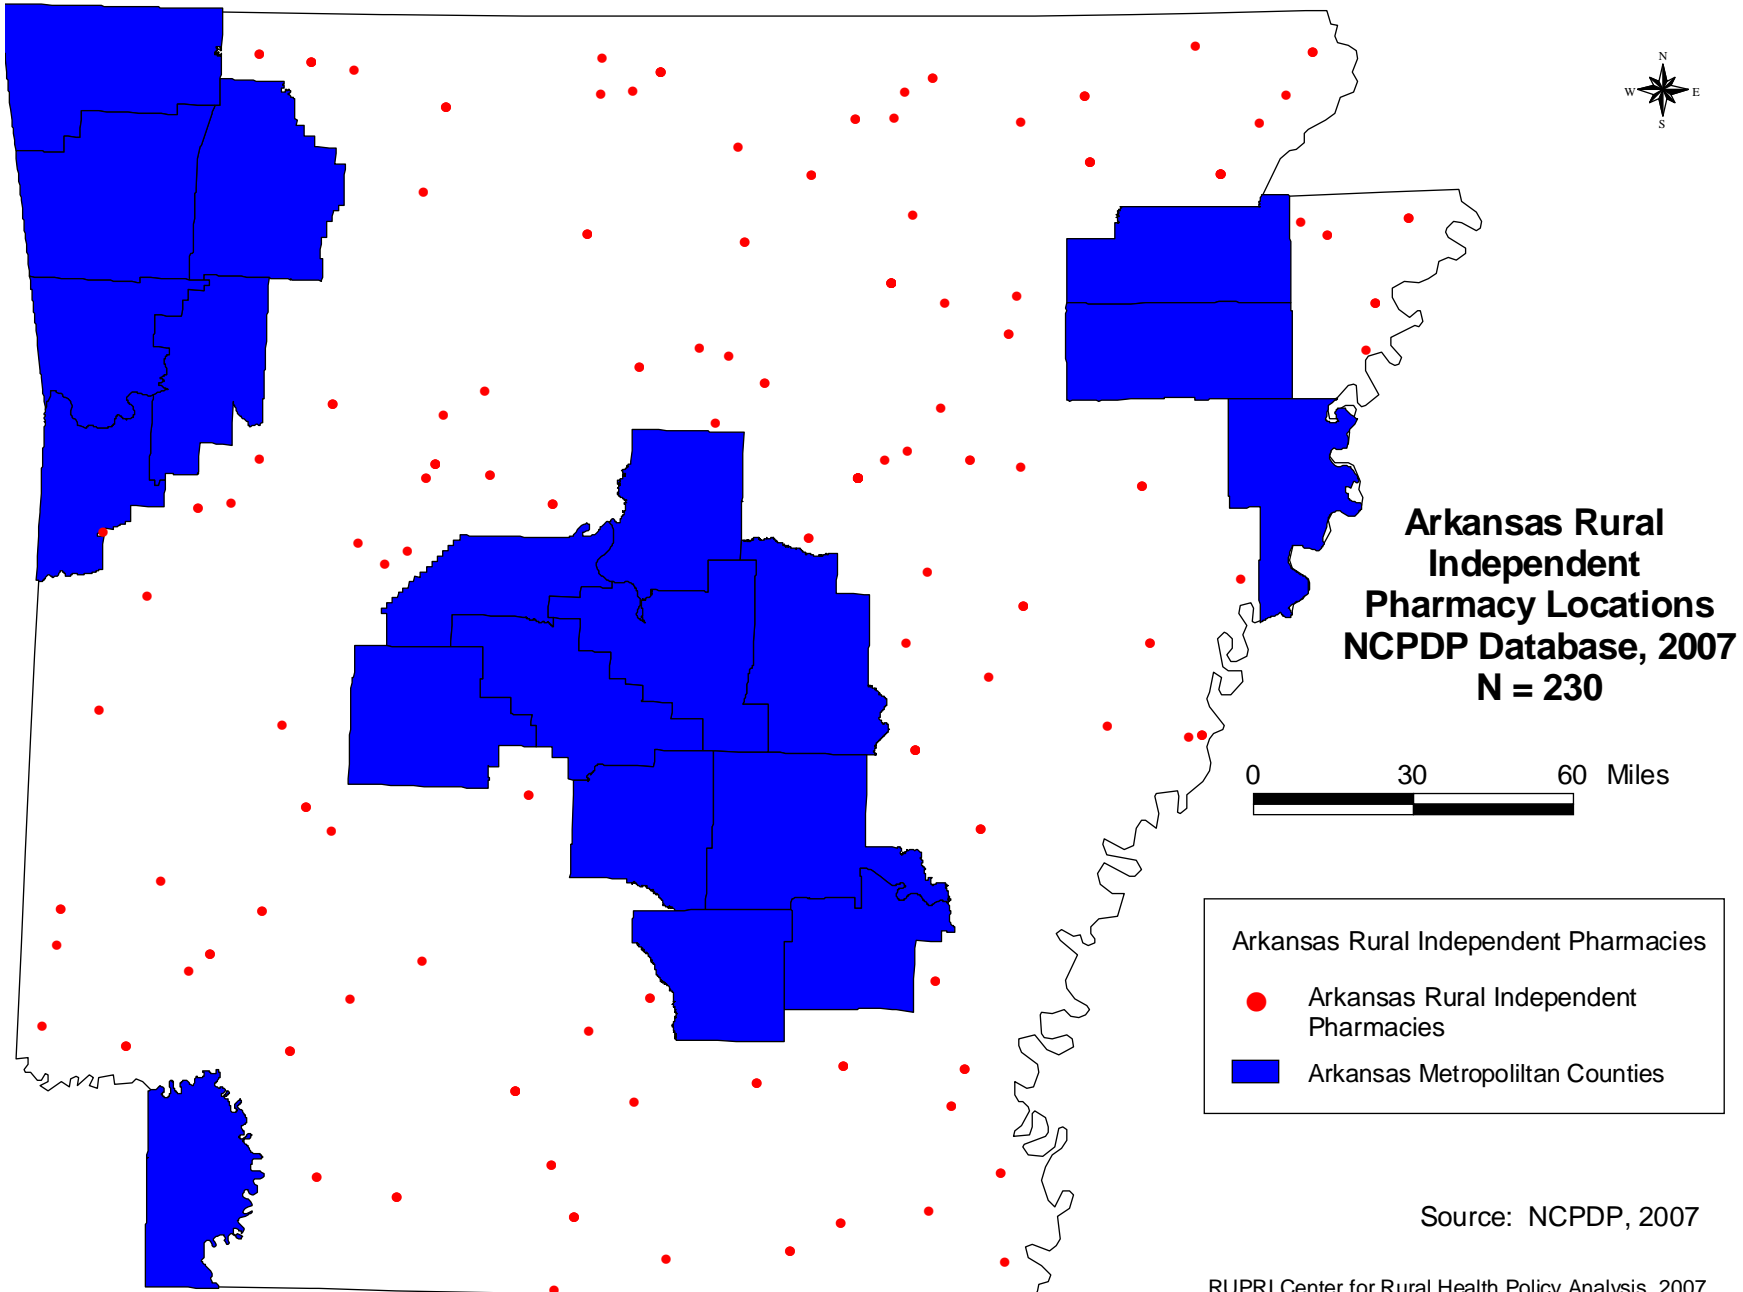 N
W E
S
Arkansas Rural
Independent
Pharmacy Locations
NCPDP Database, 2007
N = 230
0 30 60 Miles
Arkansas Rural Independent Pharmacies
Arkansas Rural Independent
Pharmacies
Arkansas Metropoliltan Counties
Source: NCPDP, 2007
RUPRI Center for Rural Health Policy Analysis, 2007